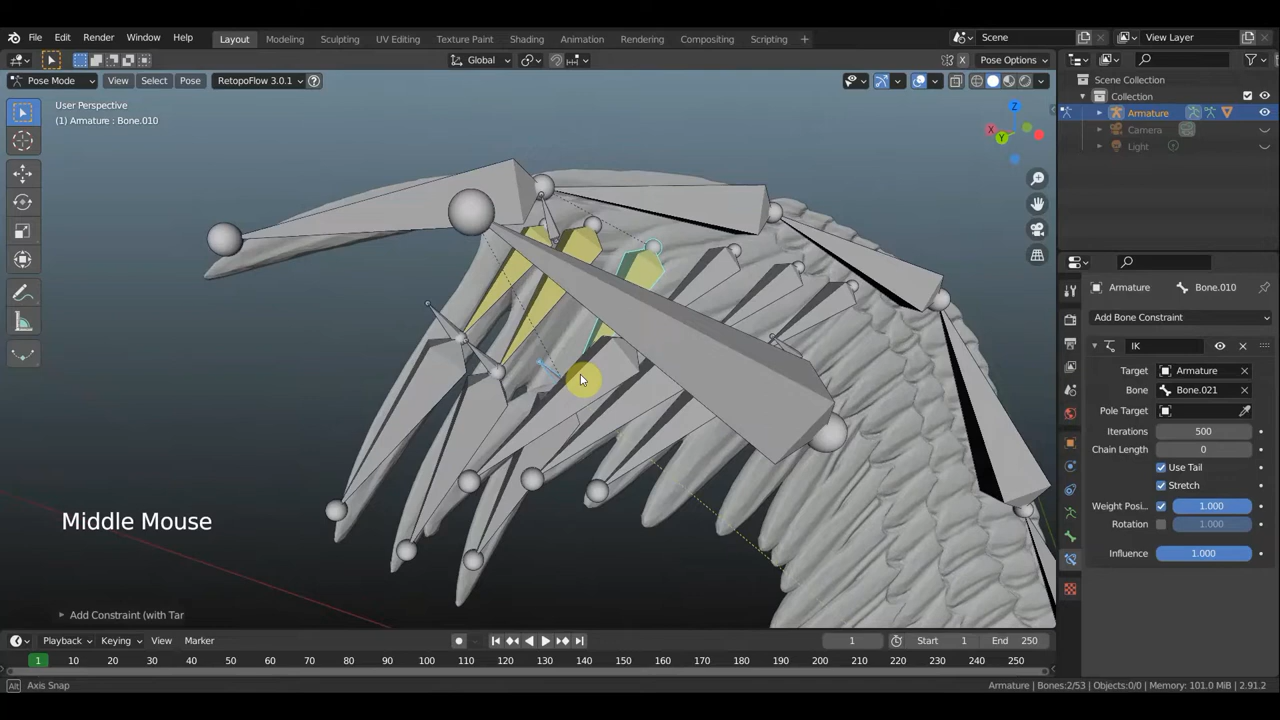 File Edit Render Window Help Layout Modeling Sculpting UV Editing Texture Paint Shading Animation Rendering Compositing Scripting + Scene View Layer
Global Pose Options
Pose Mode View Select Pose RetopoFlow 3.0.1
User Perspective
(1) Armature : Bone.010
Scene Collection
Collection
Armature
Camera
Light
X
Y
Z
Armature Bone.010
Add Bone Constraint
IK
Target Armature
Bone Bone.021
Pole Target
Iterations 500
Chain Length 0
Use Tail
Stretch
Weight Posi... 1.000
Rotation 1.000
Influence 1.000
Middle Mouse
Add Constraint (with Tar
Playback Keying View Marker 1 Start 1 End 250
1 10 20 30 40 50 60 70 80 90 100 110 120 130 140 150 160 170 180 190 200 210 220 230 240 250
Alt Axis Snap Armature | Bones:2/53 | Objects:0/0 | Memory: 101.0 MiB | 2.91.2